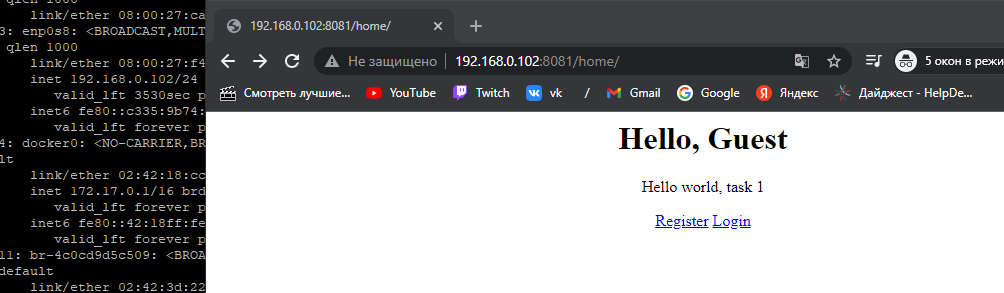 qlen 1000
link/ether 08:00:27:ca
3: enp0s8: <BROADCAST,MULT
qlen 1000
link/ether 08:00:27:f4
inet 192.168.0.102/24
valid_lft 3530sec p
inet6 fe80::c335:9b74:
valid_lft forever p
4: docker0: <NO-CARRIER,BR
lt
link/ether 02:42:18:cc
inet 172.17.0.1/16 brd
valid_lft forever p
inet6 fe80::42:18ff:fe
valid_lft forever p
11: br-4c0cd9d5c509: <BROA
default
link/ether 02:42:3d:22
192.168.0.102:8081/home/
Не защищено 192.168.0.102:8081/home/ 5 окон в режи
Смотреть лучшие... YouTube Twitch vk / Gmail Google Яндекс Дайджест - HelpDe...
Hello, Guest
Hello world, task 1
Register Login